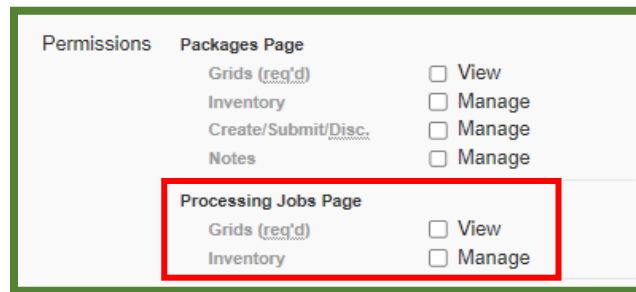 Permissions Packages Page
Grids (req'd) View
Inventory Manage
Create/Submit/Disc. Manage
Notes Manage
Processing Jobs Page
Grids (req'd) View
Inventory Manage